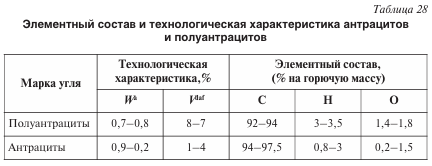 Таблица 28
Элементный состав и технологическая характеристика антрацитов
и полуантрацитов
Марка угля
Технологическая
характеристика, %
Элементный состав,
(% на горючую массу)
Wᵃ Vᵈᵃᶠ C H O
Полуантрациты 0,7–0,8 8–7 92–94 3–3,5 1,4–1,8
Антрациты 0,9–0,2 1–4 94–97,5 0,8–3 0,2–1,5